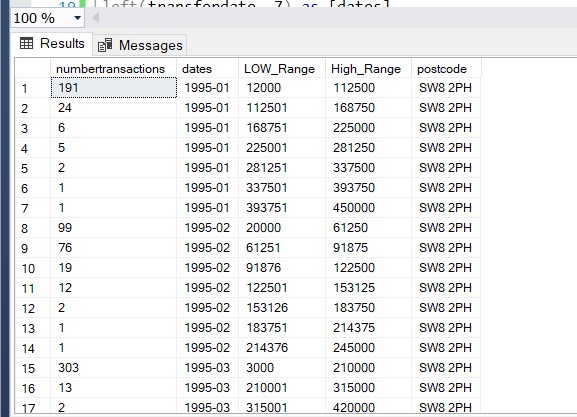 19 left(transferdate, 7) as [dates]
100 %
Results Messages
numbertransactions dates LOW_Range High_Range postcode
1 191 1995-01 12000 112500 SW8 2PH
2 24 1995-01 112501 168750 SW8 2PH
3 6 1995-01 168751 225000 SW8 2PH
4 5 1995-01 225001 281250 SW8 2PH
5 2 1995-01 281251 337500 SW8 2PH
6 1 1995-01 337501 393750 SW8 2PH
7 1 1995-01 393751 450000 SW8 2PH
8 99 1995-02 20000 61250 SW8 2PH
9 76 1995-02 61251 91875 SW8 2PH
10 19 1995-02 91876 122500 SW8 2PH
11 12 1995-02 122501 153125 SW8 2PH
12 2 1995-02 153126 183750 SW8 2PH
13 1 1995-02 183751 214375 SW8 2PH
14 1 1995-02 214376 245000 SW8 2PH
15 303 1995-03 3000 210000 SW8 2PH
16 13 1995-03 210001 315000 SW8 2PH
17 2 1995-03 315001 420000 SW8 2PH